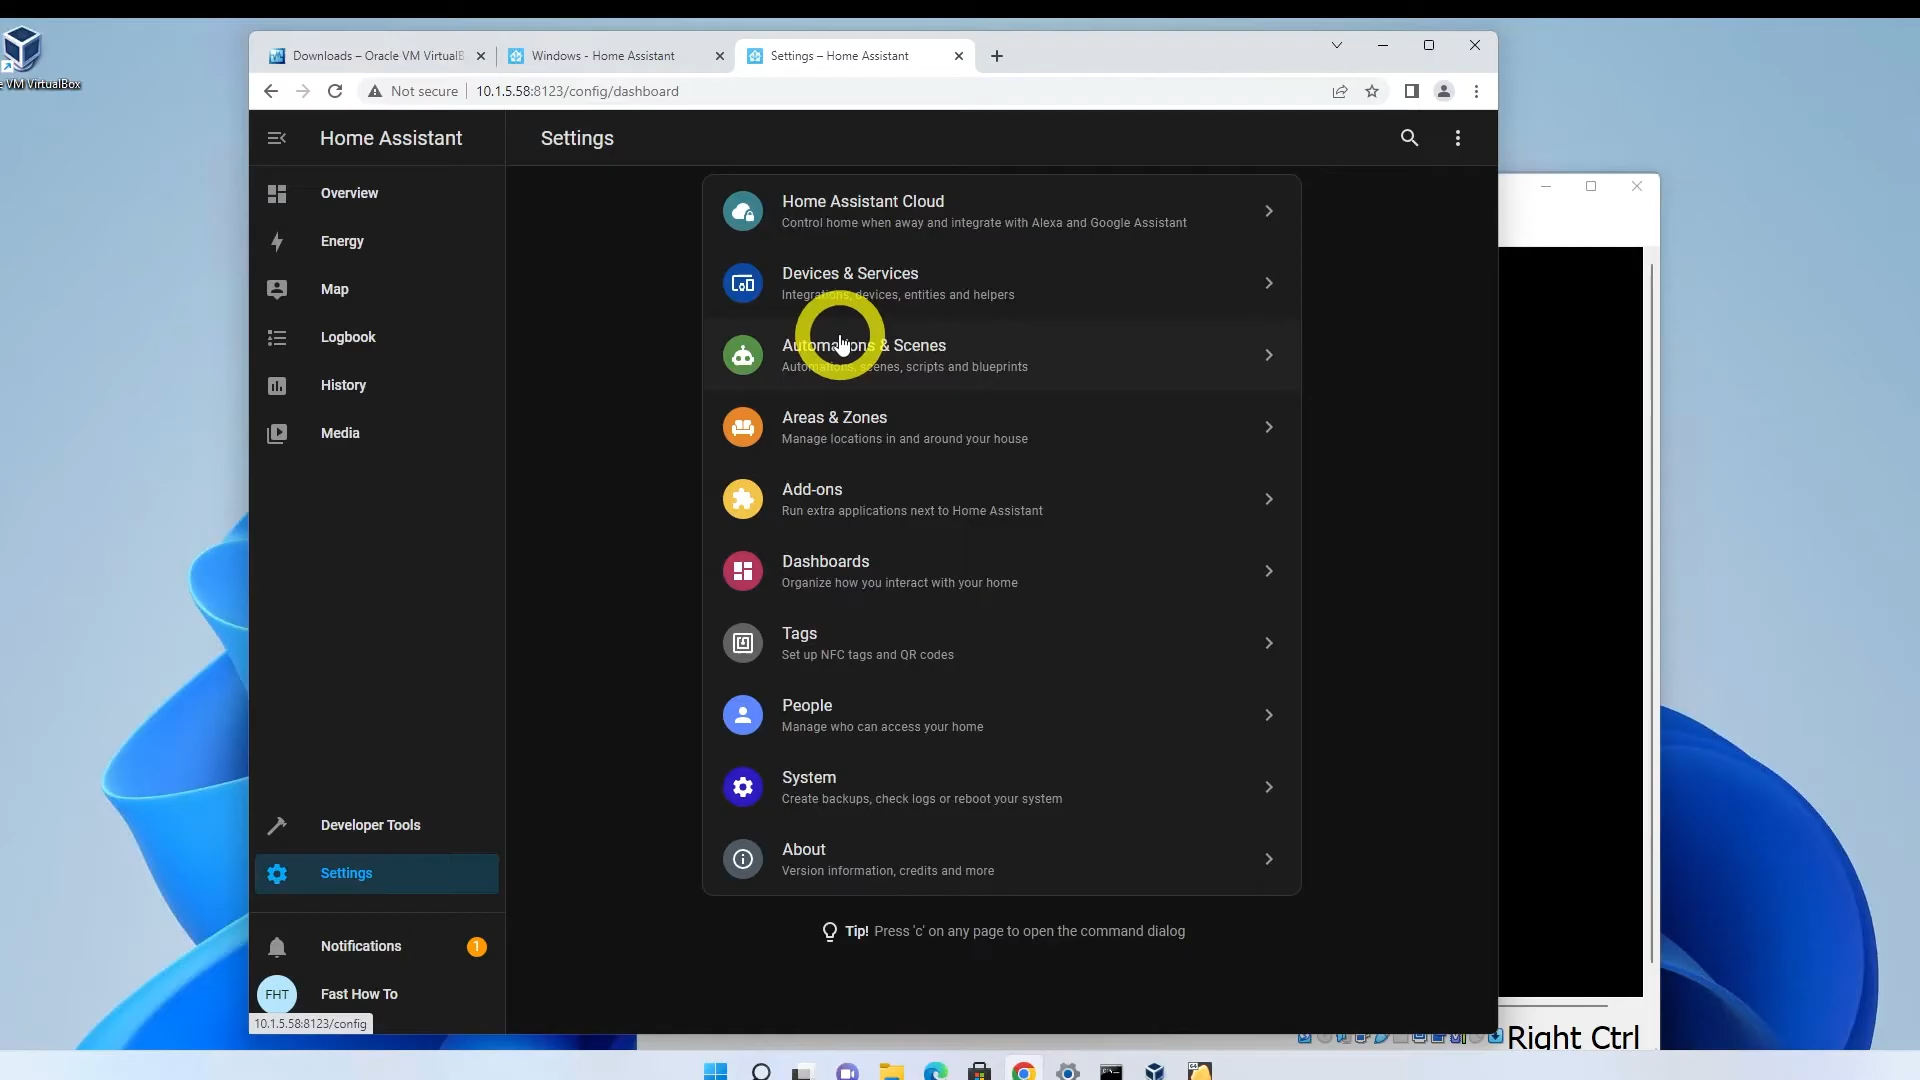 e VM VirtualBox
Downloads – Oracle VM VirtualB
Windows - Home Assistant
Settings – Home Assistant
Not secure
10.1.5.58:8123/config/dashboard
Home Assistant
Settings
Overview
Energy
Map
Logbook
History
Media
Developer Tools
Settings
Notifications
1
FHT
Fast How To
10.1.5.58:8123/config
Home Assistant Cloud
Control home when away and integrate with Alexa and Google Assistant
Devices & Services
Integrations, devices, entities and helpers
Automations & Scenes
Automations, scenes, scripts and blueprints
Areas & Zones
Manage locations in and around your house
Add-ons
Run extra applications next to Home Assistant
Dashboards
Organize how you interact with your home
Tags
Set up NFC tags and QR codes
People
Manage who can access your home
System
Create backups, check logs or reboot your system
About
Version information, credits and more
Tip! Press 'c' on any page to open the command dialog
Right Ctrl